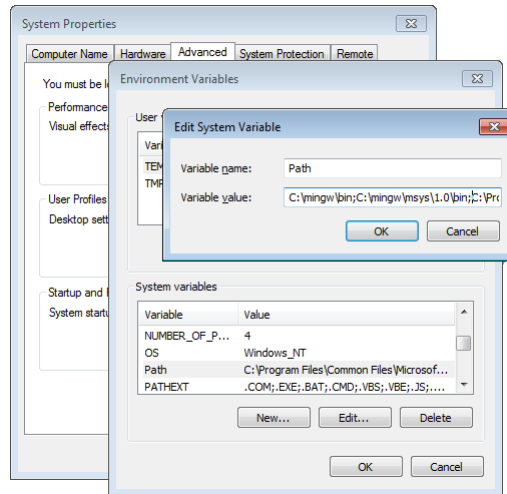 System Properties
Computer Name Hardware Advanced System Protection Remote
You must be l
Performance
Visual effects
User Profiles
Desktop sett
Startup and
System startu
Environment Variables
User
Vari
TEM
TMP
Edit System Variable
Variable name: Path
Variable value: C:\mingw\bin;C:\mingw\msys\1.0\bin;C:\Pro
OK Cancel
System variables
Variable Value
NUMBER_OF_P... 4
OS Windows_NT
Path C:\Program Files\Common Files\Microsof...
PATHEXT .COM;.EXE;.BAT;.CMD;.VBS;.VBE;.JS;....
New... Edit... Delete
OK Cancel